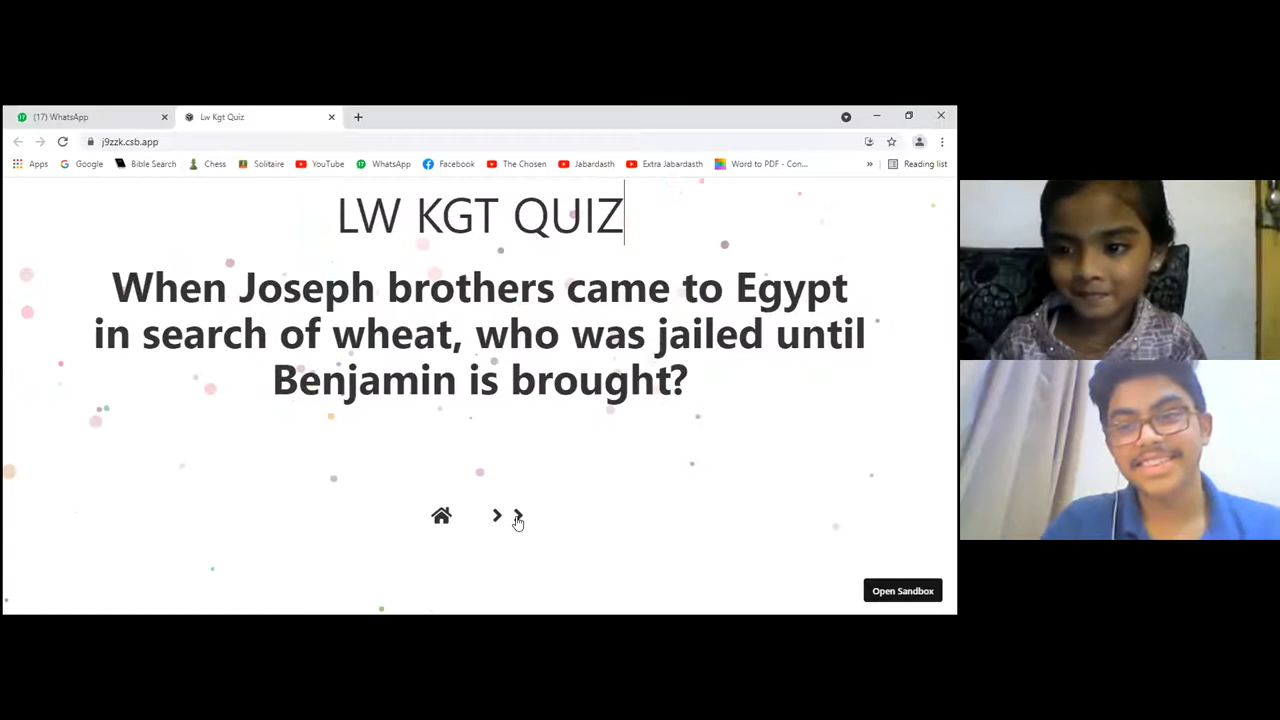 (17) WhatsApp
Lw Kgt Quiz
j9zzk.csb.app
Apps Google Bible Search Chess Solitaire YouTube WhatsApp Facebook The Chosen Jabardasth Extra Jabardasth Word to PDF - Con... » Reading list
LW KGT QUIZ
When Joseph brothers came to Egypt
in search of wheat, who was jailed until
Benjamin is brought?
Open Sandbox